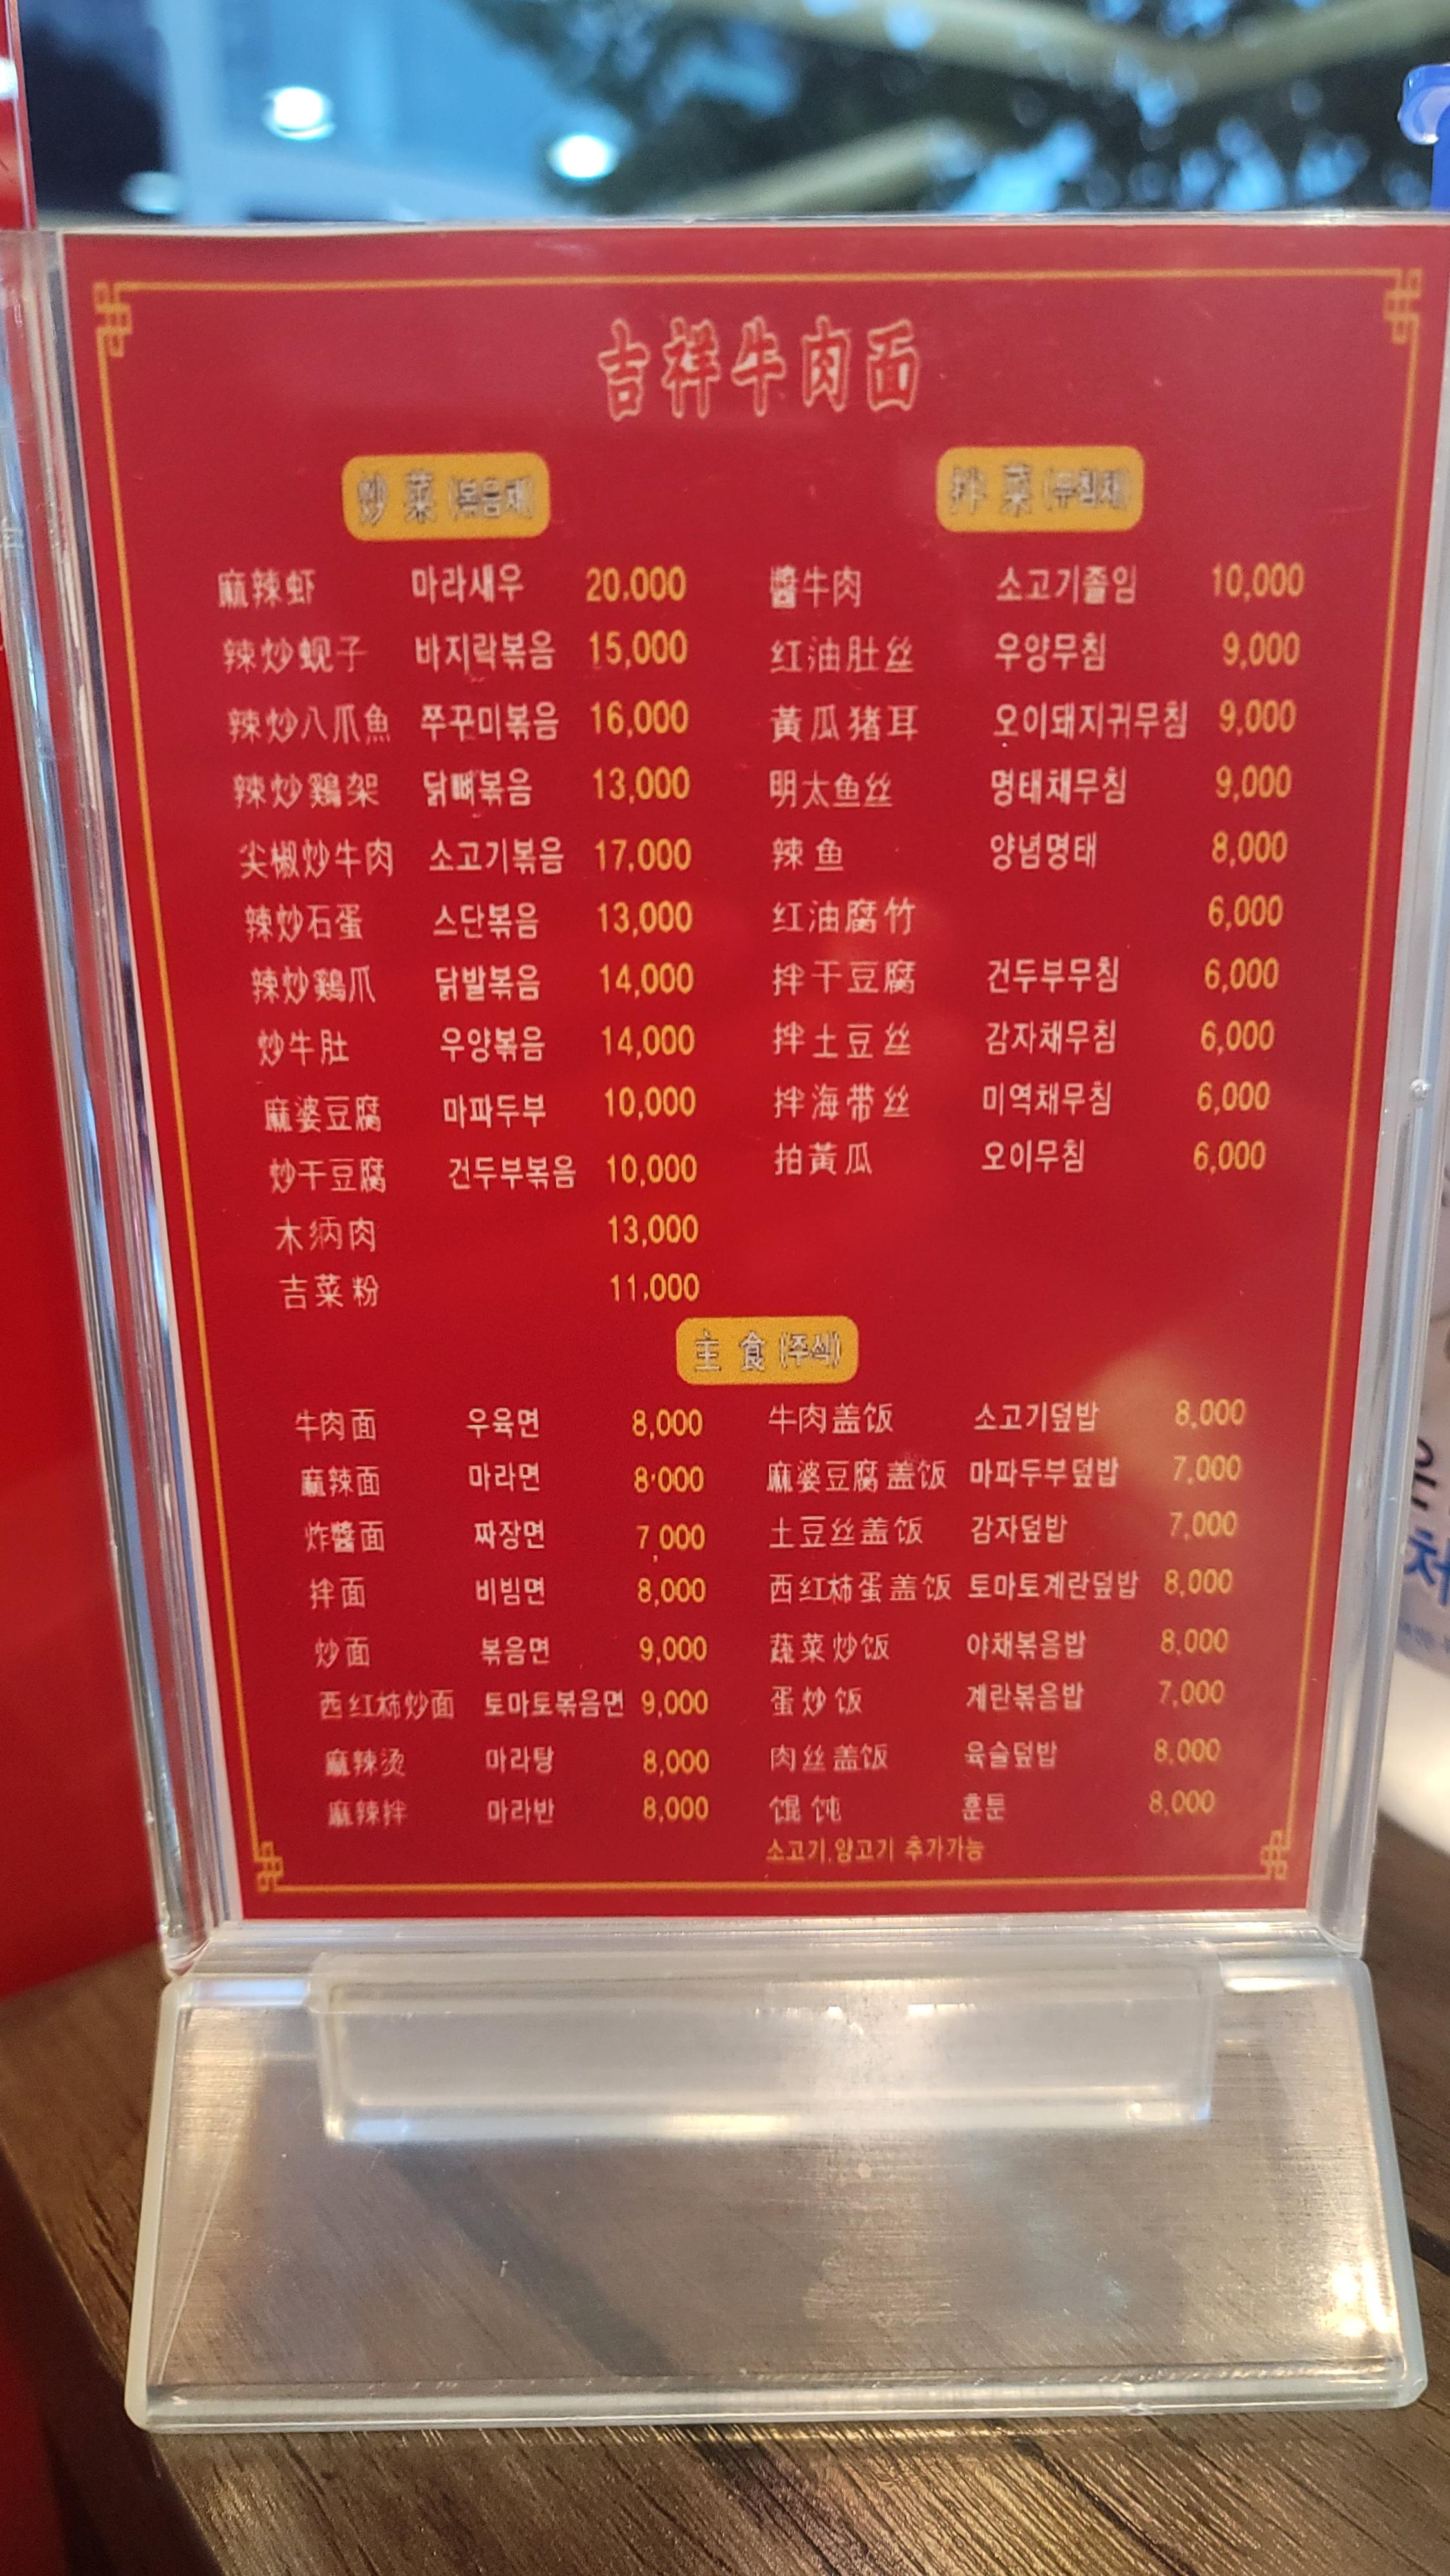 吉祥牛肉面
炒菜(볶음채)
麻辣虾 마라새우 20.000
辣炒蚬子 바지락볶음 15,000
辣炒八爪魚 쭈꾸미볶음 16,000
辣炒鷄架 닭뼈볶음 13,000
尖椒炒牛肉 소고기볶음 17,000
辣炒石蛋 스단볶음 13,000
辣炒鷄爪 닭발볶음 14,000
炒牛肚 우양볶음 14,000
麻婆豆腐 마파두부 10,000
炒干豆腐 건두부볶음 10,000
木 肉 13,000
吉菜粉 11.000
拌菜(무침채)
醬牛肉 소고기졸임 10,000
红油肚丝 우양무침 9,000
黃瓜猪耳 오이돼지귀무침 9,000
明太鱼丝 명태채무침 9,000
辣鱼 양념명태 8,000
红油腐竹 6,000
拌干豆腐 건두부무침 6,000
拌土豆丝 감자채무침 6,000
拌海带丝 미역채무침 6,000
拍黃瓜 오이무침 6,000
主食(주식)
牛肉面 우육면 8,000
麻辣面 마라면 8·000
炸醬面 짜장면 7,000
拌面 비빔면 8,000
炒面 볶음면 9,000
西红柿炒面 토마토볶음면 9,000
麻辣烫 마라탕 8,000
麻辣拌 마라반 8,000
牛肉盖饭 소고기덮밥 8,000
麻婆豆腐盖饭 마파두부덮밥 7,000
土豆丝盖饭 감자덮밥 7,000
西红柿蛋盖饭 토마토계란덮밥 8,000
蔬菜炒饭 야채볶음밥 8,000
蛋炒饭 계란볶음밥 7,000
肉丝盖饭 육슬덮밥 8,000
馄饨 훈툰 8,000
소고기.양고기 추가가능